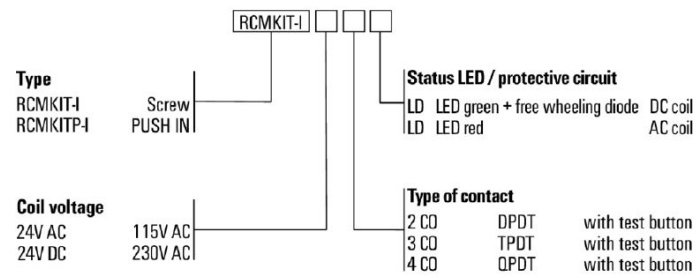 RCMKIT-I
Type
RCMKIT-I Screw
RCMKITP-I PUSH IN
Status LED / protective circuit
LD LED green + free wheeling diode DC coil
LD LED red AC coil
Coil voltage
24V AC 115V AC
24V DC 230V AC
Type of contact
2 CO DPDT with test button
3 CO TPDT with test button
4 CO QPDT with test button